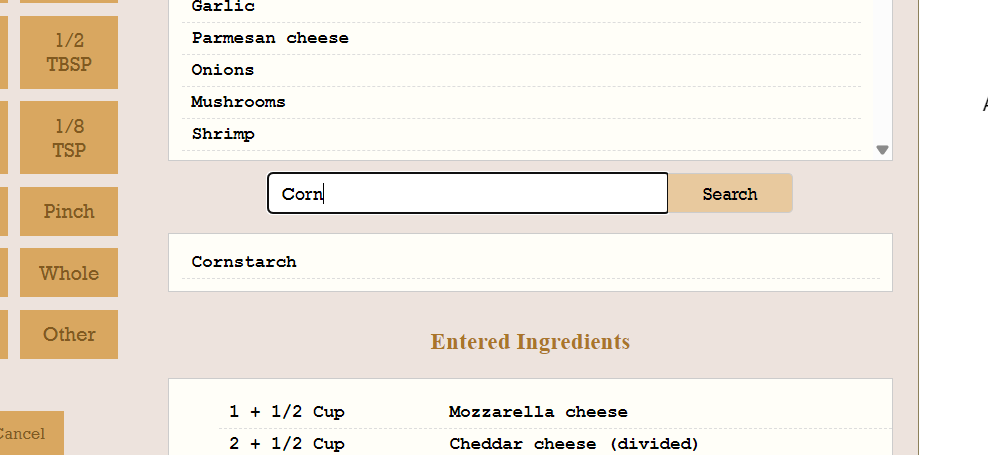 Garlic
1/2
TBSP
Parmesan cheese
Onions
Mushrooms
1/8
TSP
Shrimp
Corn
Search
Pinch
Whole
Cornstarch
Other
Entered Ingredients
1 + 1/2 Cup Mozzarella cheese
Cancel
2 + 1/2 Cup Cheddar cheese (divided)